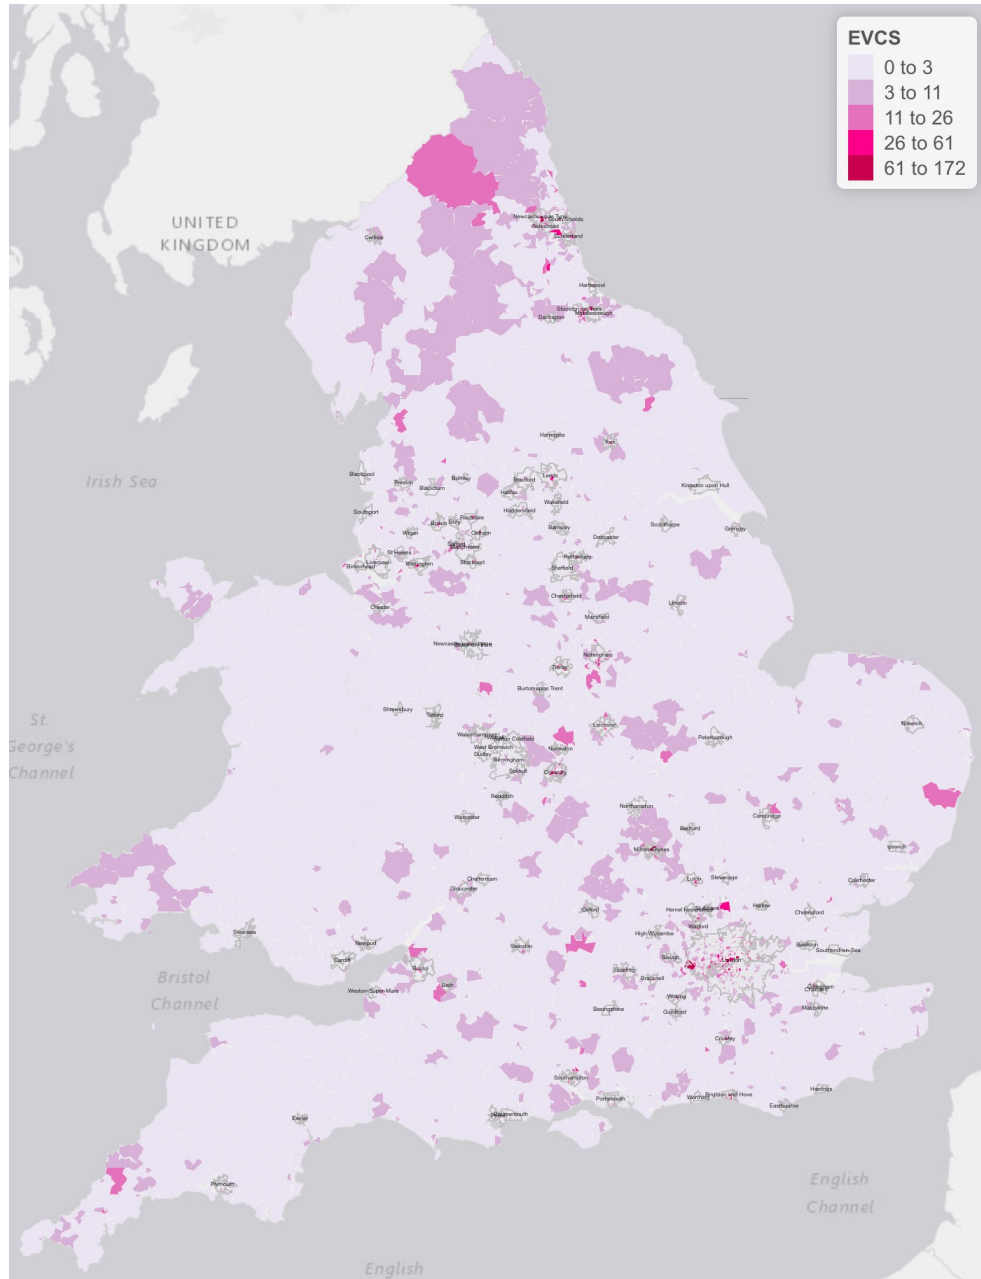 EVCS
0 to 3
3 to 11
11 to 26
26 to 61
61 to 172
UNITED
KINGDOM
Carlisle
South Shields
Gateshead
Sunderland
Hartlepool
Stockton-on-Tees
Middlesbrough
Darlington
Harrogate
York
Irish Sea
Blackpool
Preston
Blackburn
Burnley
Bradford
Leeds
Halifax
Kingston upon Hull
Southport
Huddersfield
Wakefield
Bolton
Bury
Rochdale
Wigan
Oldham
Barnsley
Scunthorpe
Grimsby
Doncaster
Salford
Manchester
St Helens
Liverpool
Birkenhead
Warrington
Stockport
Rotherham
Sheffield
Chester
Chesterfield
Lincoln
Mansfield
Nottingham
Derby
Burton upon Trent
St.
George's
Channel
Shrewsbury
Telford
Leicester
Peterborough
Norwich
Wolverhampton
Sutton Coldfield
West Bromwich
Dudley
Birmingham
Nuneaton
Solihull
Coventry
Redditch
Worcester
Northampton
Bedford
Cambridge
Milton Keynes
Ipswich
Cheltenham
Gloucester
Luton
Stevenage
Colchester
Oxford
Harlow
Chelmsford
Swansea
Newport
Cardiff
Swindon
High Wycombe
Watford
Basildon
Southend-on-Sea
Bristol
Channel
Bristol
Bath
Weston-Super-Mare
Reading
Bracknell
Slough
London
Gillingham
Chatham
Maidstone
Basingstoke
Woking
Guildford
Crawley
Southampton
Portsmouth
Bournemouth
Worthing
Brighton and Hove
Eastbourne
Hastings
Exeter
Plymouth
English
Channel
English